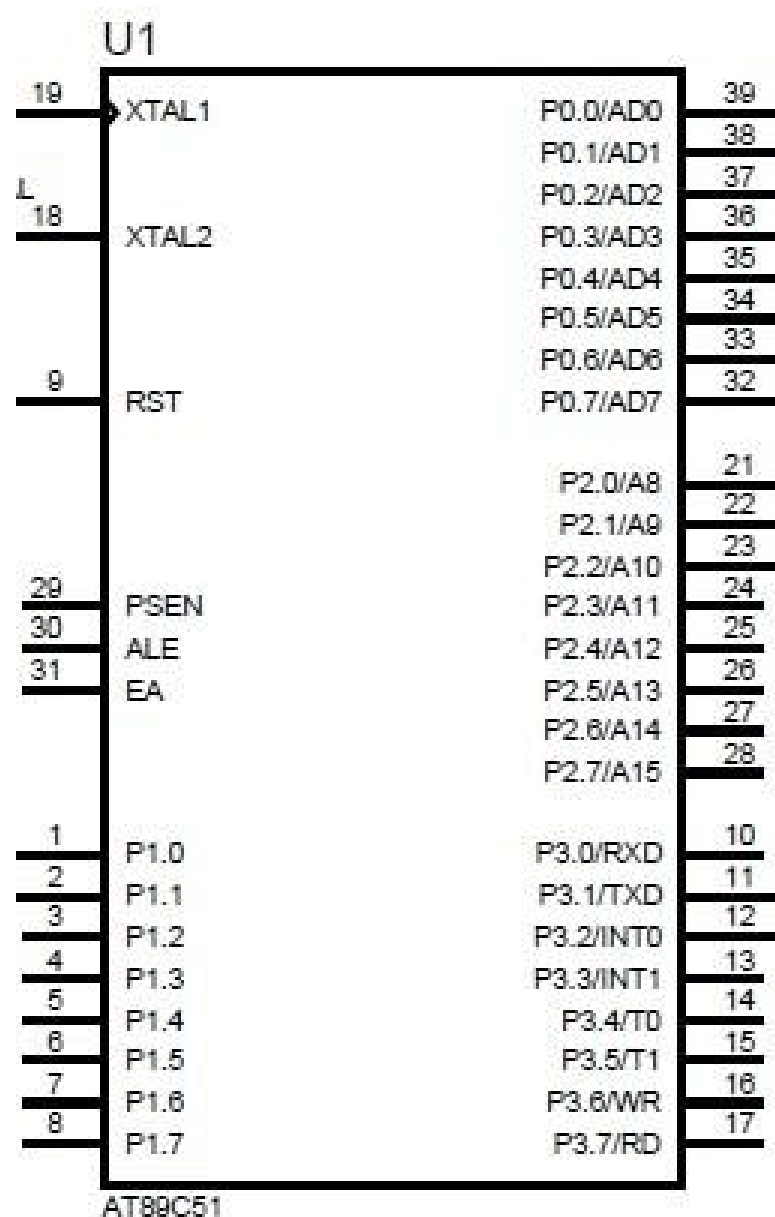 U1
19 XTAL1 P0.0/AD0 39
P0.1/AD1 38
P0.2/AD2 37
18 XTAL2 P0.3/AD3 36
P0.4/AD4 35
P0.5/AD5 34
P0.6/AD6 33
9 RST P0.7/AD7 32
P2.0/A8 21
P2.1/A9 22
P2.2/A10 23
29 PSEN P2.3/A11 24
30 ALE P2.4/A12 25
31 EA P2.5/A13 26
P2.6/A14 27
P2.7/A15 28
1 P1.0 P3.0/RXD 10
2 P1.1 P3.1/TXD 11
3 P1.2 P3.2/INT0 12
4 P1.3 P3.3/INT1 13
5 P1.4 P3.4/T0 14
6 P1.5 P3.5/T1 15
7 P1.6 P3.6/WR 16
8 P1.7 P3.7/RD 17
AT89C51